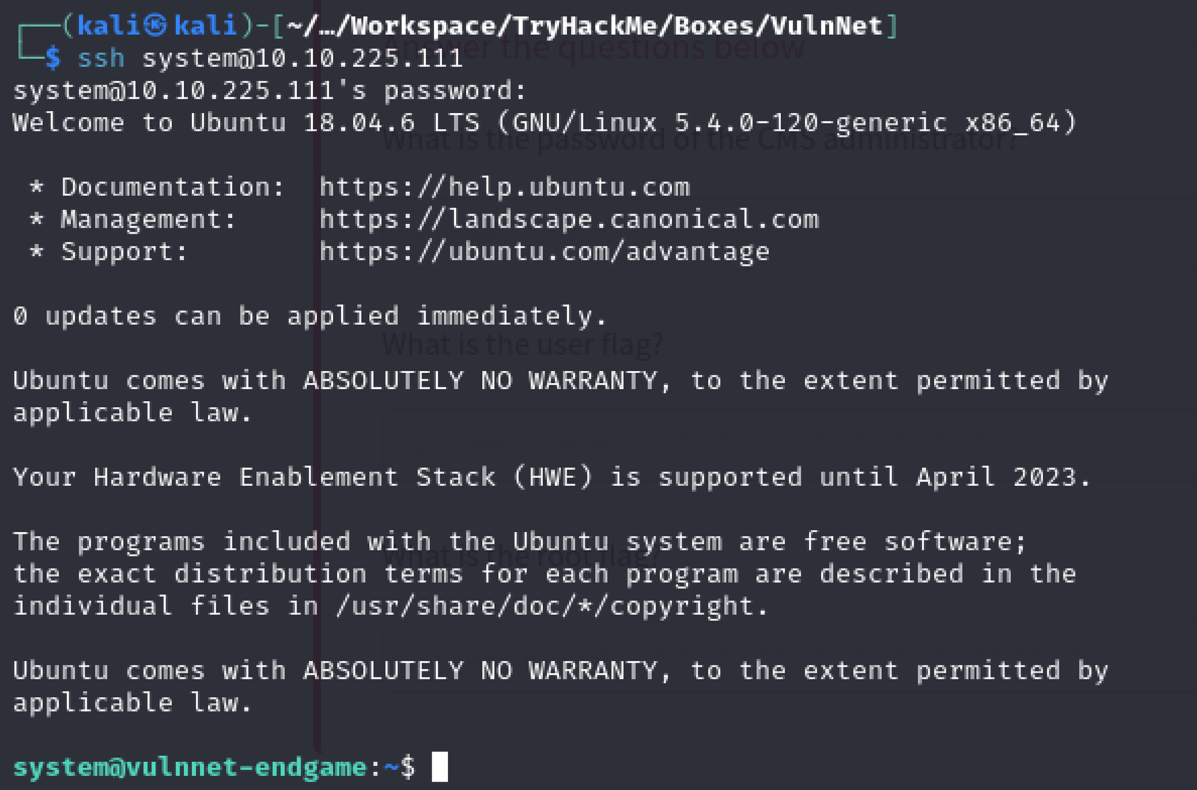 ┌──(kali㉿kali)-[~/…/Workspace/TryHackMe/Boxes/VulnNet]
└─$ ssh system@10.10.225.111
system@10.10.225.111's password:
Welcome to Ubuntu 18.04.6 LTS (GNU/Linux 5.4.0-120-generic x86_64)
 * Documentation:  https://help.ubuntu.com
 * Management:     https://landscape.canonical.com
 * Support:        https://ubuntu.com/advantage
0 updates can be applied immediately.
Ubuntu comes with ABSOLUTELY NO WARRANTY, to the extent permitted by
applicable law.
Your Hardware Enablement Stack (HWE) is supported until April 2023.
The programs included with the Ubuntu system are free software;
the exact distribution terms for each program are described in the
individual files in /usr/share/doc/*/copyright.
Ubuntu comes with ABSOLUTELY NO WARRANTY, to the extent permitted by
applicable law.
system@vulnnet-endgame:~$
Answer the questions below
What is the password of the CMS administrator?
What is the user flag?
What is the root flag?